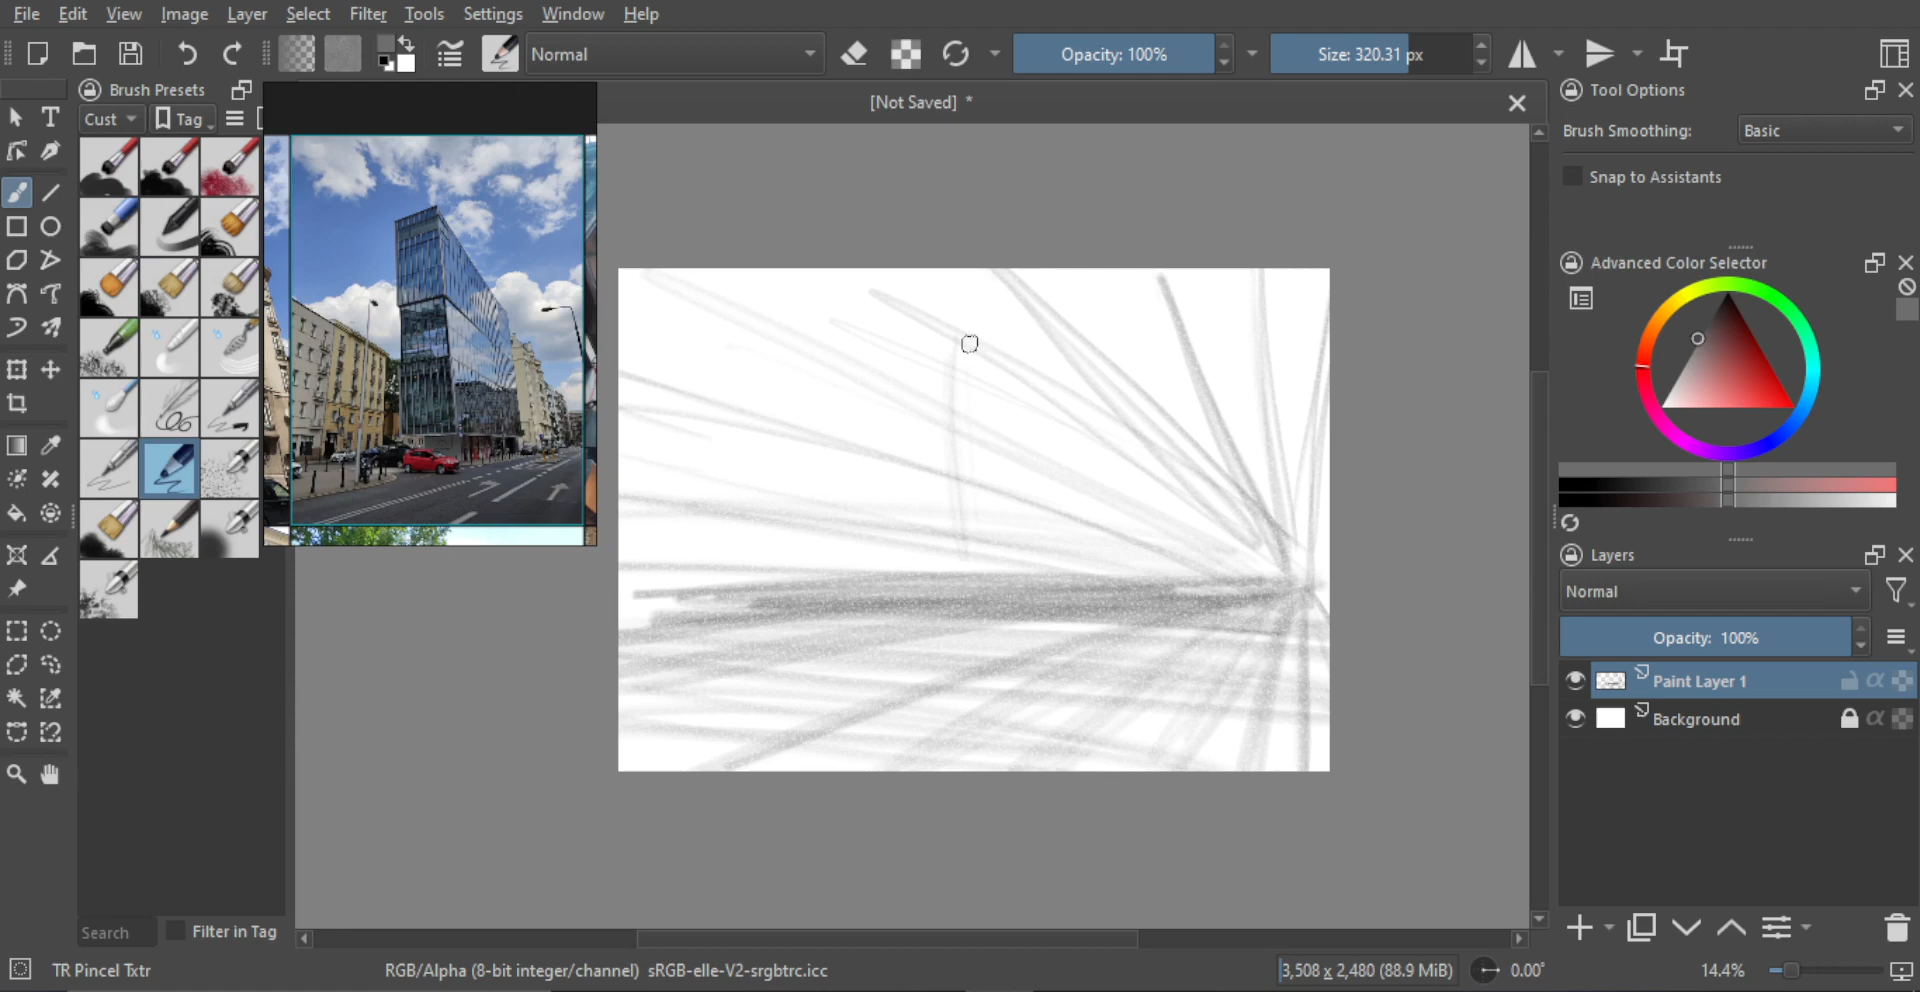 File Edit View Image Layer Select Filter Tools Settings Window Help
Normal Opacity: 100% Size: 320.31 px
Brush Presets
Cust Tag
[Not Saved] *
Tool Options
Brush Smoothing: Basic
Snap to Assistants
Advanced Color Selector
Layers
Normal
Opacity: 100%
Paint Layer 1
Background
Search Filter in Tag
TR Pincel Txtr RGB/Alpha (8-bit integer/channel) sRGB-elle-V2-srgbtrc.icc 3,508 x 2,480 (88.9 MiB) 0.00° 14.4%